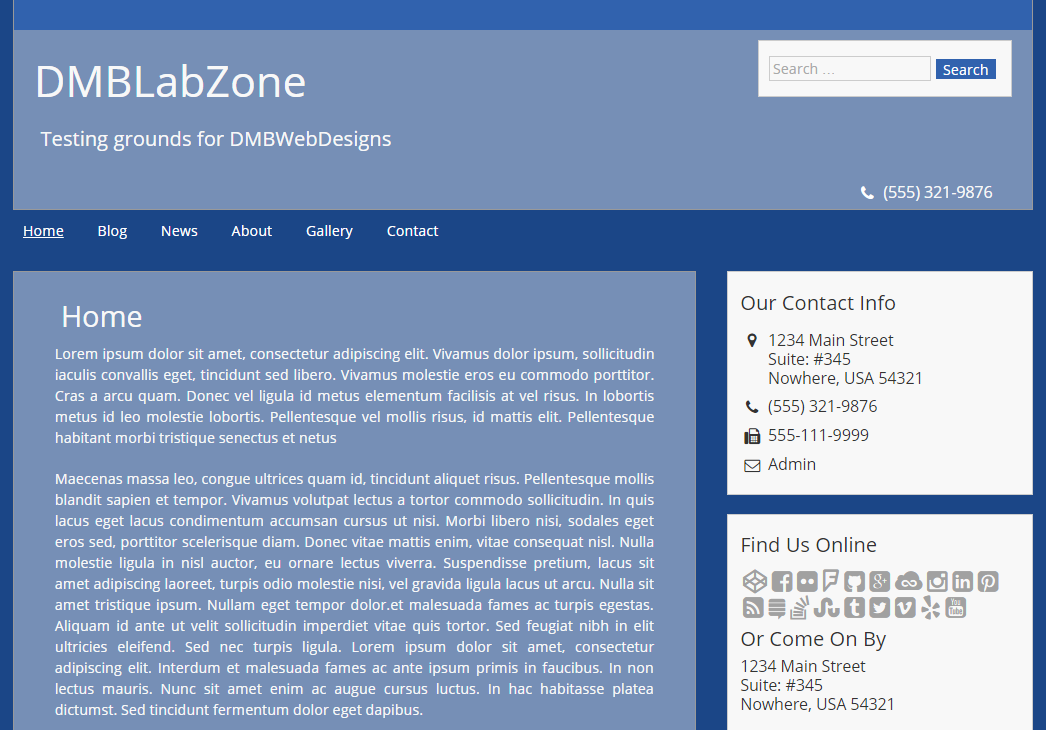 DMBLabZone
Search ...
Search
Testing grounds for DMBWebDesigns
(555) 321-9876
Home
Blog
News
About
Gallery
Contact
Home
Lorem ipsum dolor sit amet, consectetur adipiscing elit. Vivamus dolor ipsum, sollicitudin
iaculis convallis eget, tincidunt sed libero. Vivamus molestie eros eu commodo porttitor.
Cras a arcu quam. Donec vel ligula id metus elementum facilisis at vel risus. In lobortis
metus id leo molestie lobortis. Pellentesque vel mollis risus, id mattis elit. Pellentesque
habitant morbi tristique senectus et netus
Maecenas massa leo, congue ultrices quam id, tincidunt aliquet risus. Pellentesque mollis
blandit sapien et tempor. Vivamus volutpat lectus a tortor commodo sollicitudin. In quis
lacus eget lacus condimentum accumsan cursus ut nisi. Morbi libero nisi, sodales eget
eros sed, porttitor scelerisque diam. Donec vitae mattis enim, vitae consequat nisl. Nulla
molestie ligula in nisl auctor, eu ornare lectus viverra. Suspendisse pretium, lacus sit
amet adipiscing laoreet, turpis odio molestie nisi, vel gravida ligula lacus ut arcu. Nulla sit
amet tristique ipsum. Nullam eget tempor dolor.et malesuada fames ac turpis egestas.
Aliquam id ante ut velit sollicitudin imperdiet vitae quis tortor. Sed feugiat nibh in elit
ultricies eleifend. Sed nec turpis ligula. Lorem ipsum dolor sit amet, consectetur
adipiscing elit. Interdum et malesuada fames ac ante ipsum primis in faucibus. In non
lectus mauris. Nunc sit amet enim ac augue cursus luctus. In hac habitasse platea
dictumst. Sed tincidunt fermentum dolor eget dapibus.
Our Contact Info
1234 Main Street
Suite: #345
Nowhere, USA 54321
(555) 321-9876
555-111-9999
Admin
Find Us Online
You
Tube
Or Come On By
1234 Main Street
Suite: #345
Nowhere, USA 54321